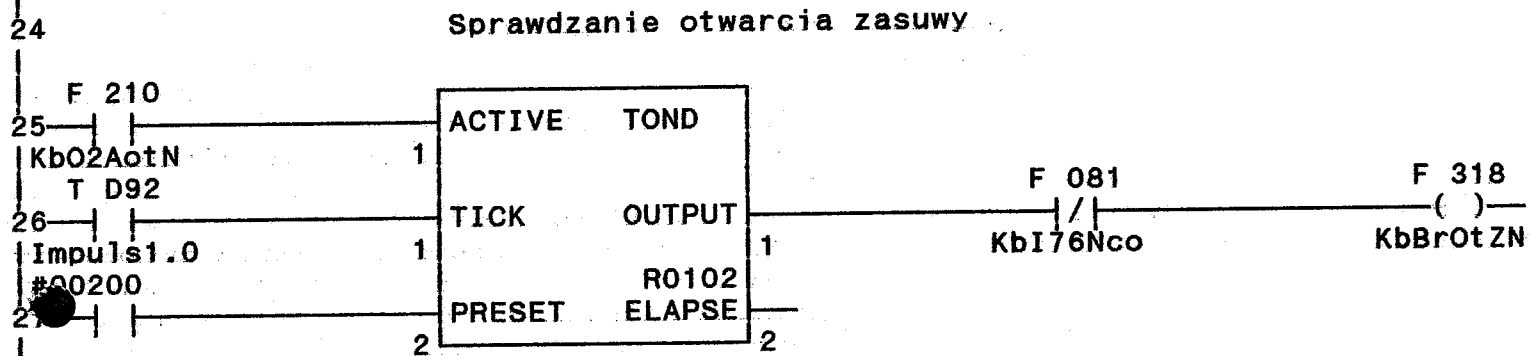 24 Sprawdzanie otwarcia zasuwy
F 210
25 ACTIVE TOND
KbO2AotN 1
T D92 F 081 F 318
26 TICK OUTPUT ( )
Impuls1.0 1 1 KbI76Nco KbBrOtZN
#00200 R0102
PRESET ELAPSE
2 2